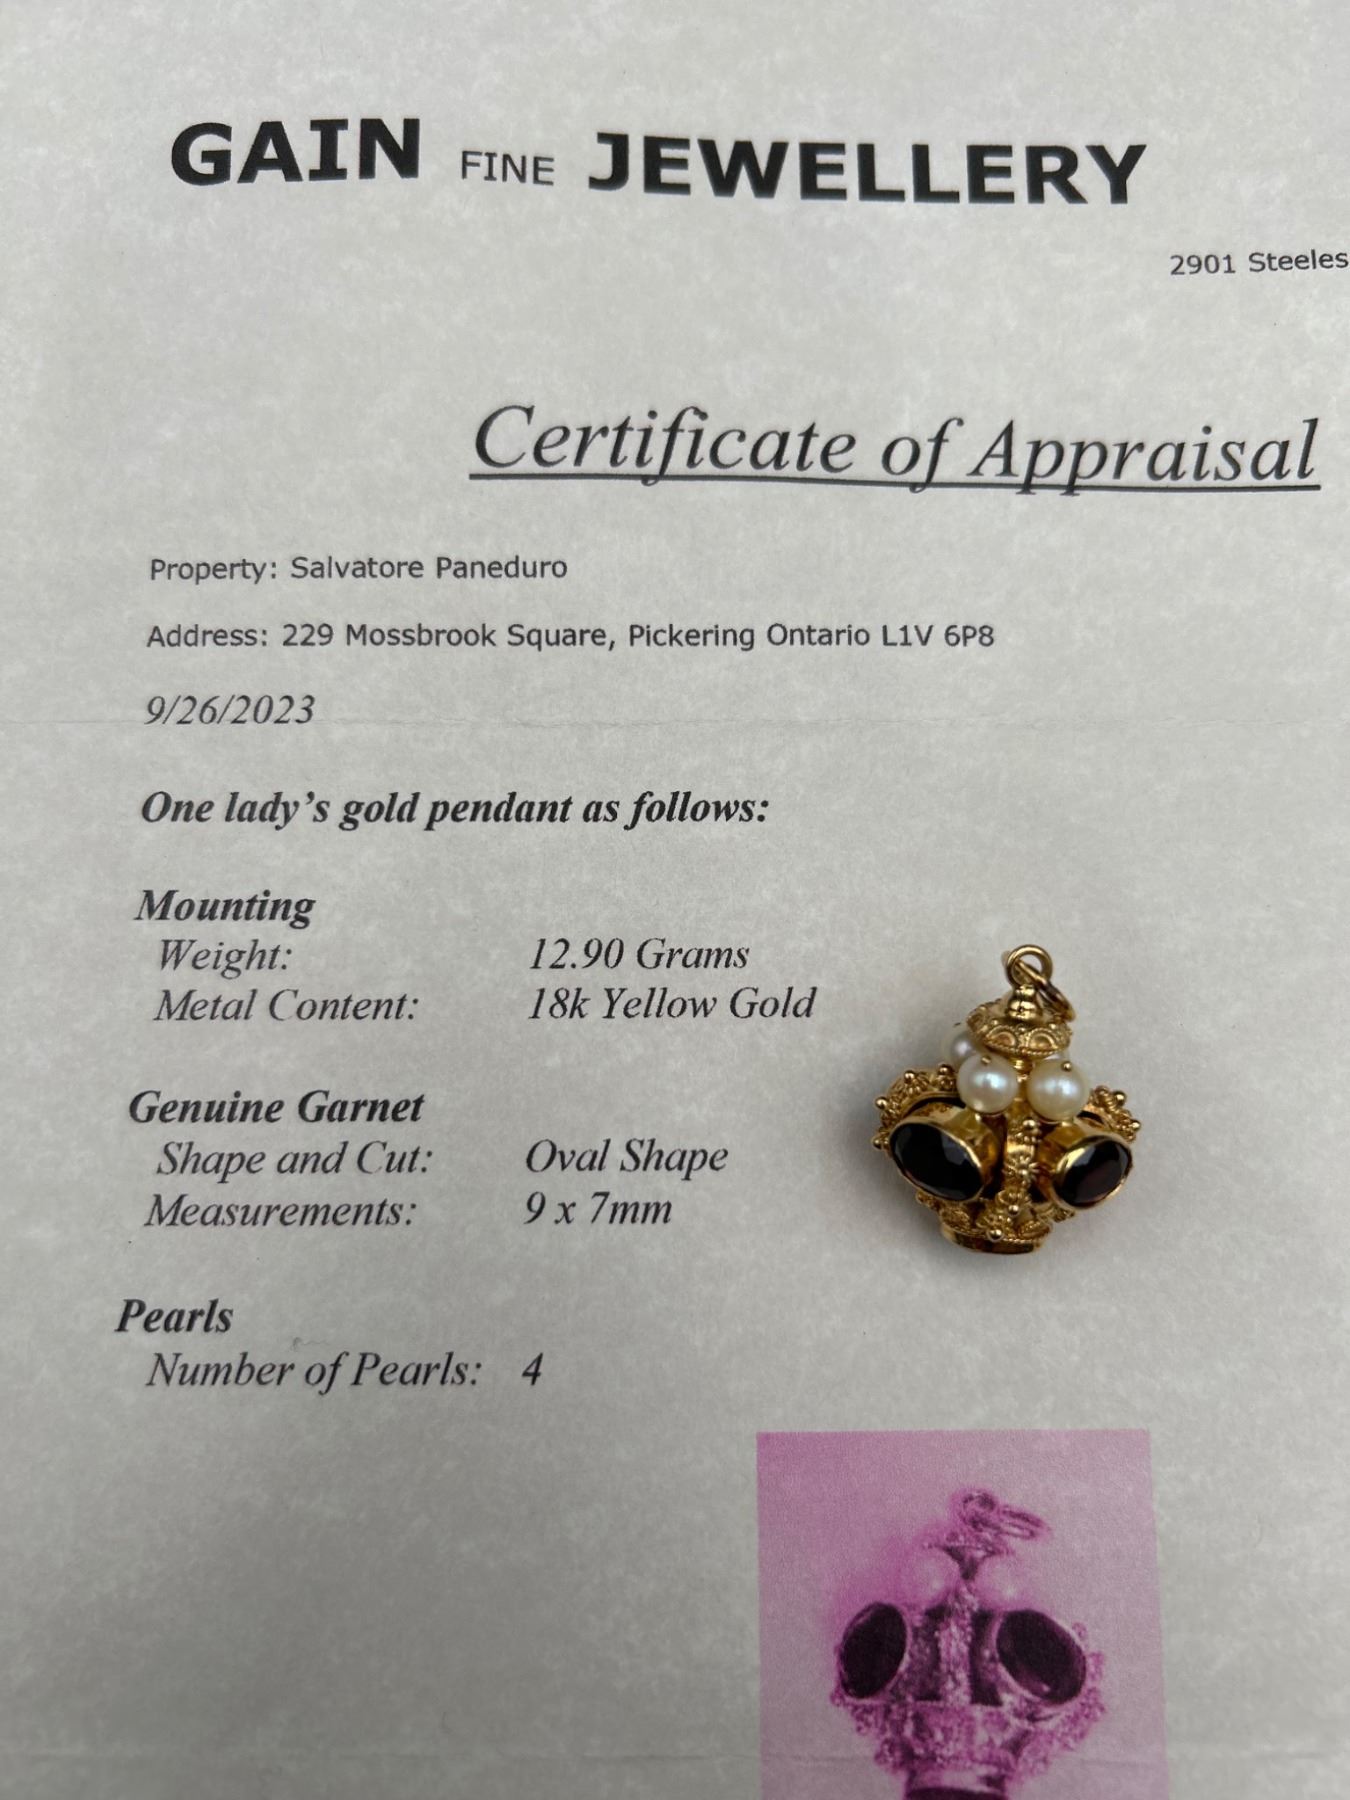 GAIN FINE JEWELLERY
2901 Steeles
Certificate of Appraisal
Property: Salvatore Paneduro
Address: 229 Mossbrook Square, Pickering Ontario L1V 6P8
9/26/2023
One lady’s gold pendant as follows:
Mounting
Weight: 12.90 Grams
Metal Content: 18k Yellow Gold
Genuine Garnet
Shape and Cut: Oval Shape
Measurements: 9 x 7mm
Pearls
Number of Pearls: 4